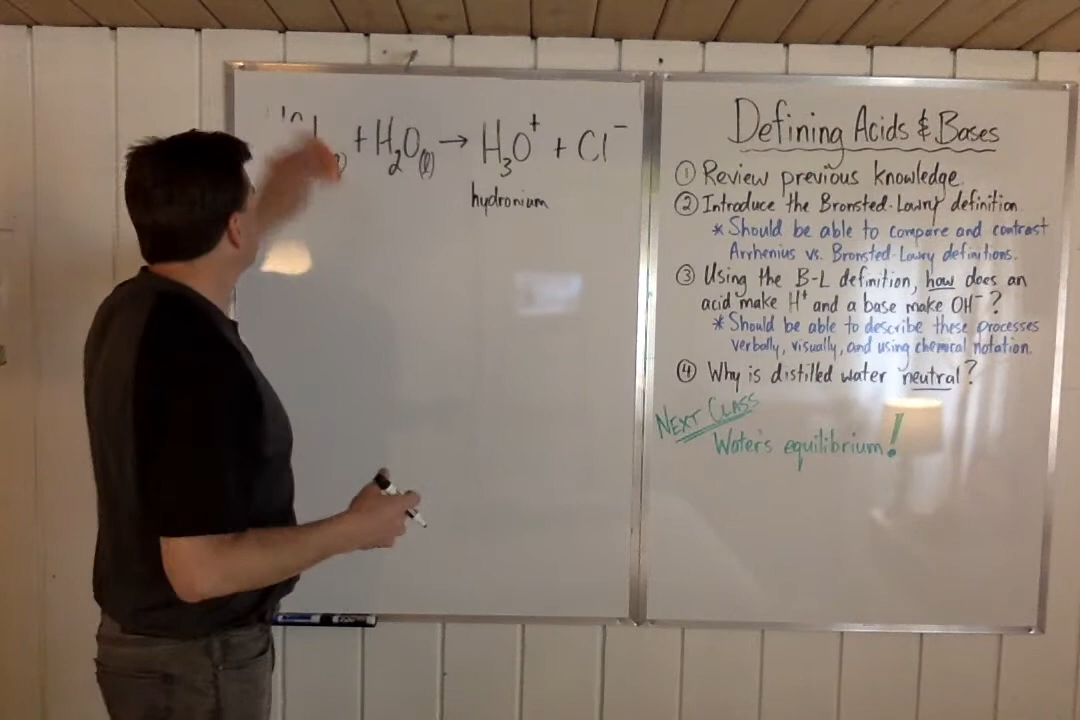 + H₂O(l) → H₃O⁺ + Cl⁻
hydronium
Defining Acids & Bases
① Review previous knowledge.
② Introduce the Bronsted-Lowry definition.
* Should be able to compare and contrast
Arrhenius vs. Bronsted-Lowry definitions.
③ Using the B-L definition, how does an
acid make H⁺ and a base make OH⁻?
* Should be able to describe these processes
verbally, visually, and using chemical notation.
④ Why is distilled water neutral?
NEXT CLASS
Water's equilibrium!